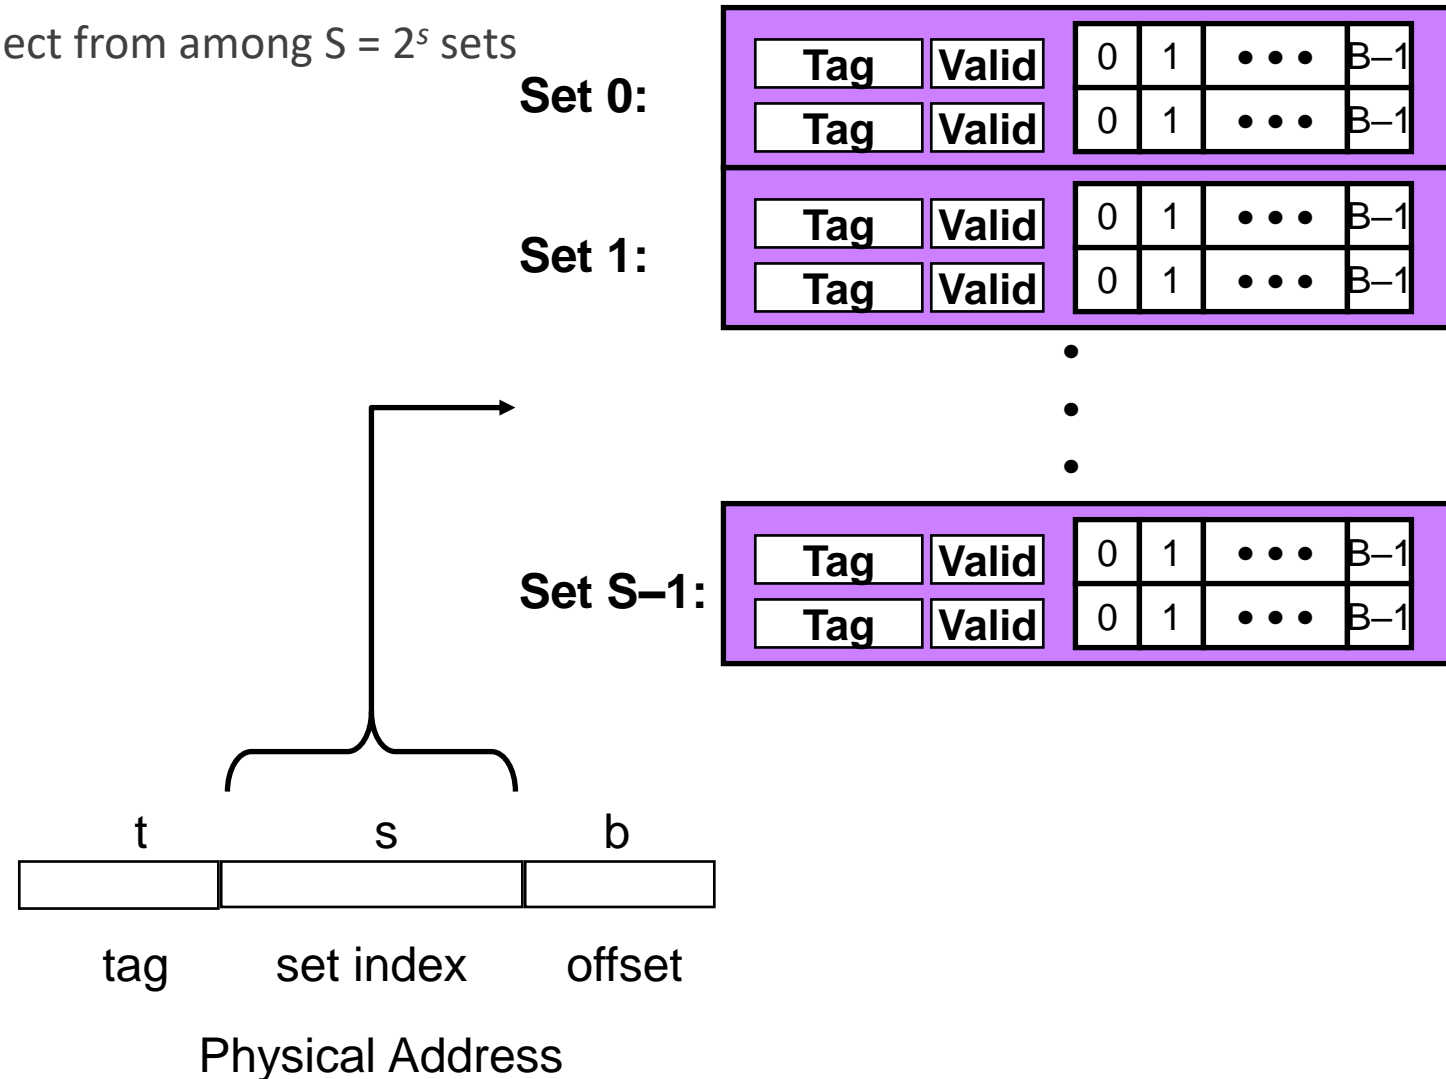 ect from among S = 2ˢ sets
Set 0:
Tag Valid 0 1 • • • B–1
Tag Valid 0 1 • • • B–1
Set 1:
Tag Valid 0 1 • • • B–1
Tag Valid 0 1 • • • B–1
•
•
•
Set S–1:
Tag Valid 0 1 • • • B–1
Tag Valid 0 1 • • • B–1
t s b
tag set index offset
Physical Address